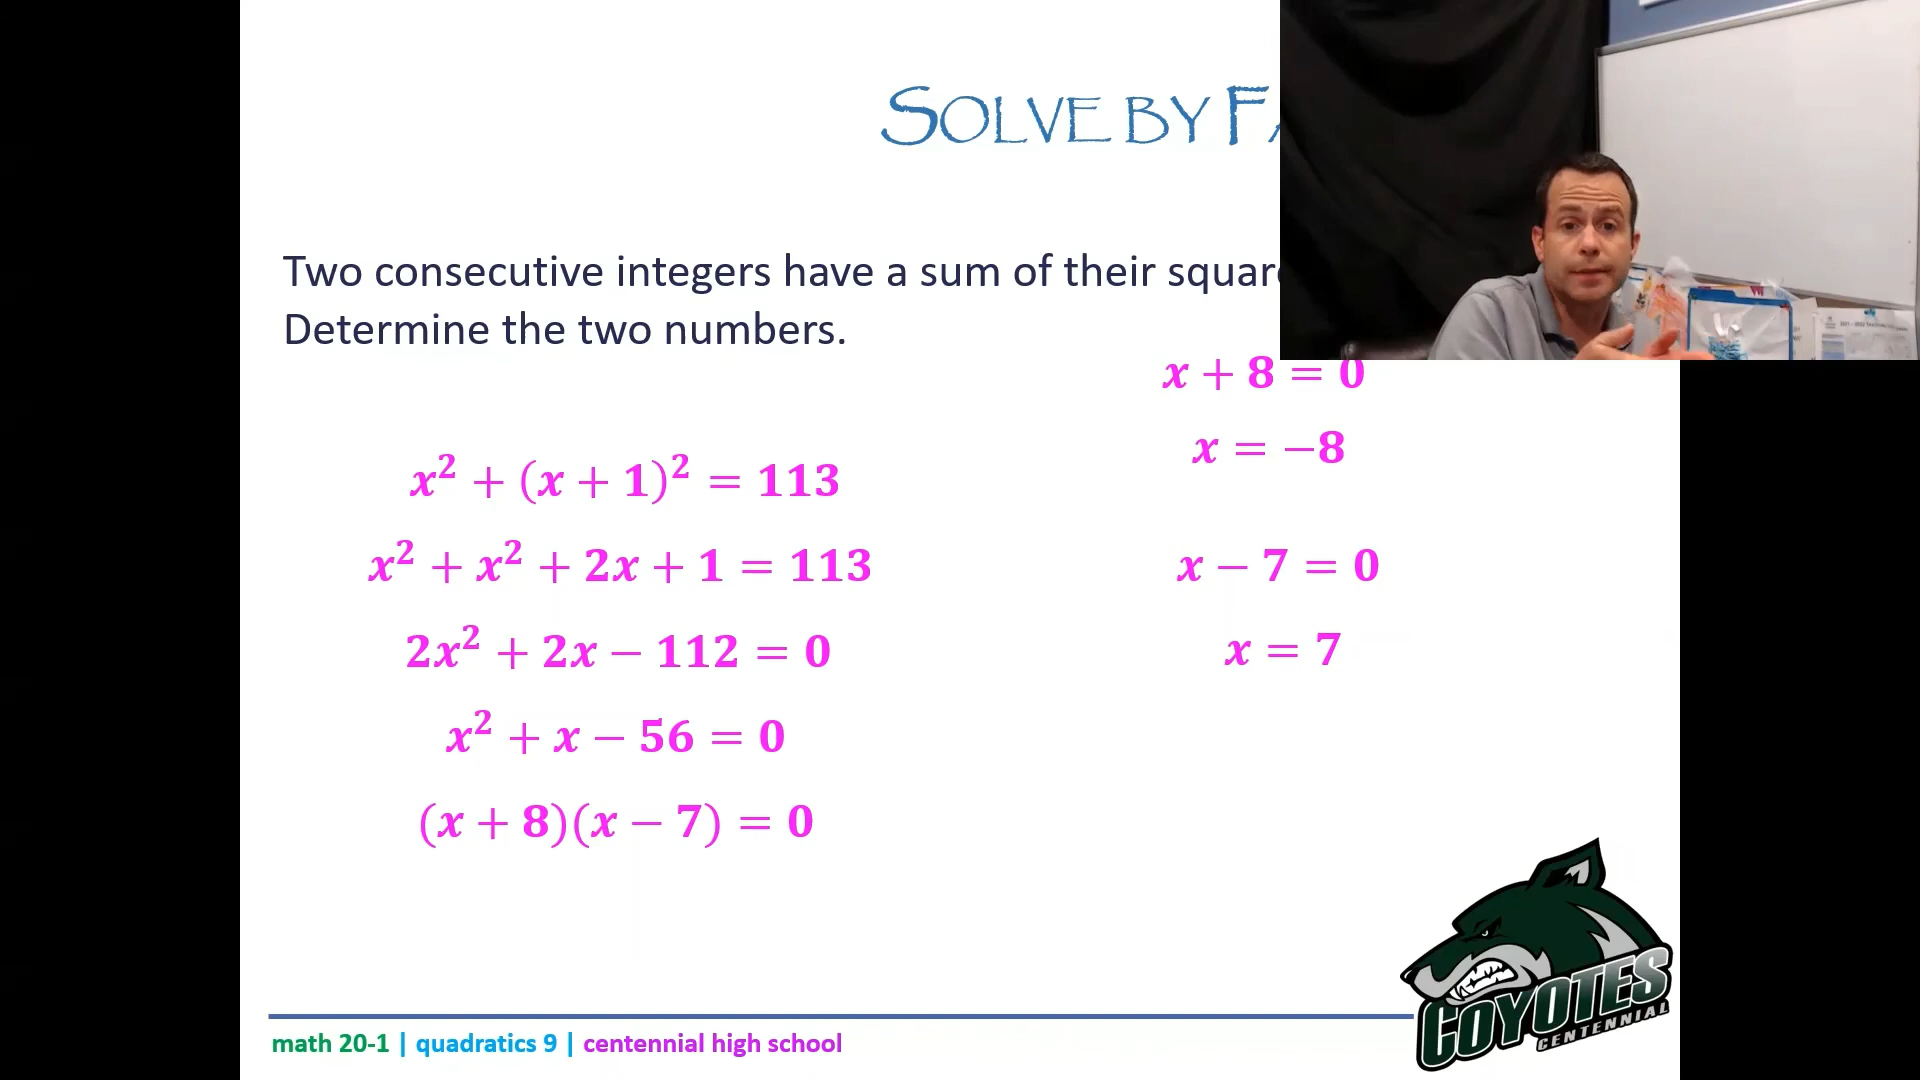 SOLVE BY FA
Two consecutive integers have a sum of their squar
Determine the two numbers.
x + 8 = 0
x = −8
x² + (x + 1)² = 113
x² + x² + 2x + 1 = 113
x − 7 = 0
2x² + 2x − 112 = 0
x = 7
x² + x − 56 = 0
(x + 8)(x − 7) = 0
COYOTES
CENTENNIAL
math 20-1 | quadratics 9 | centennial high school